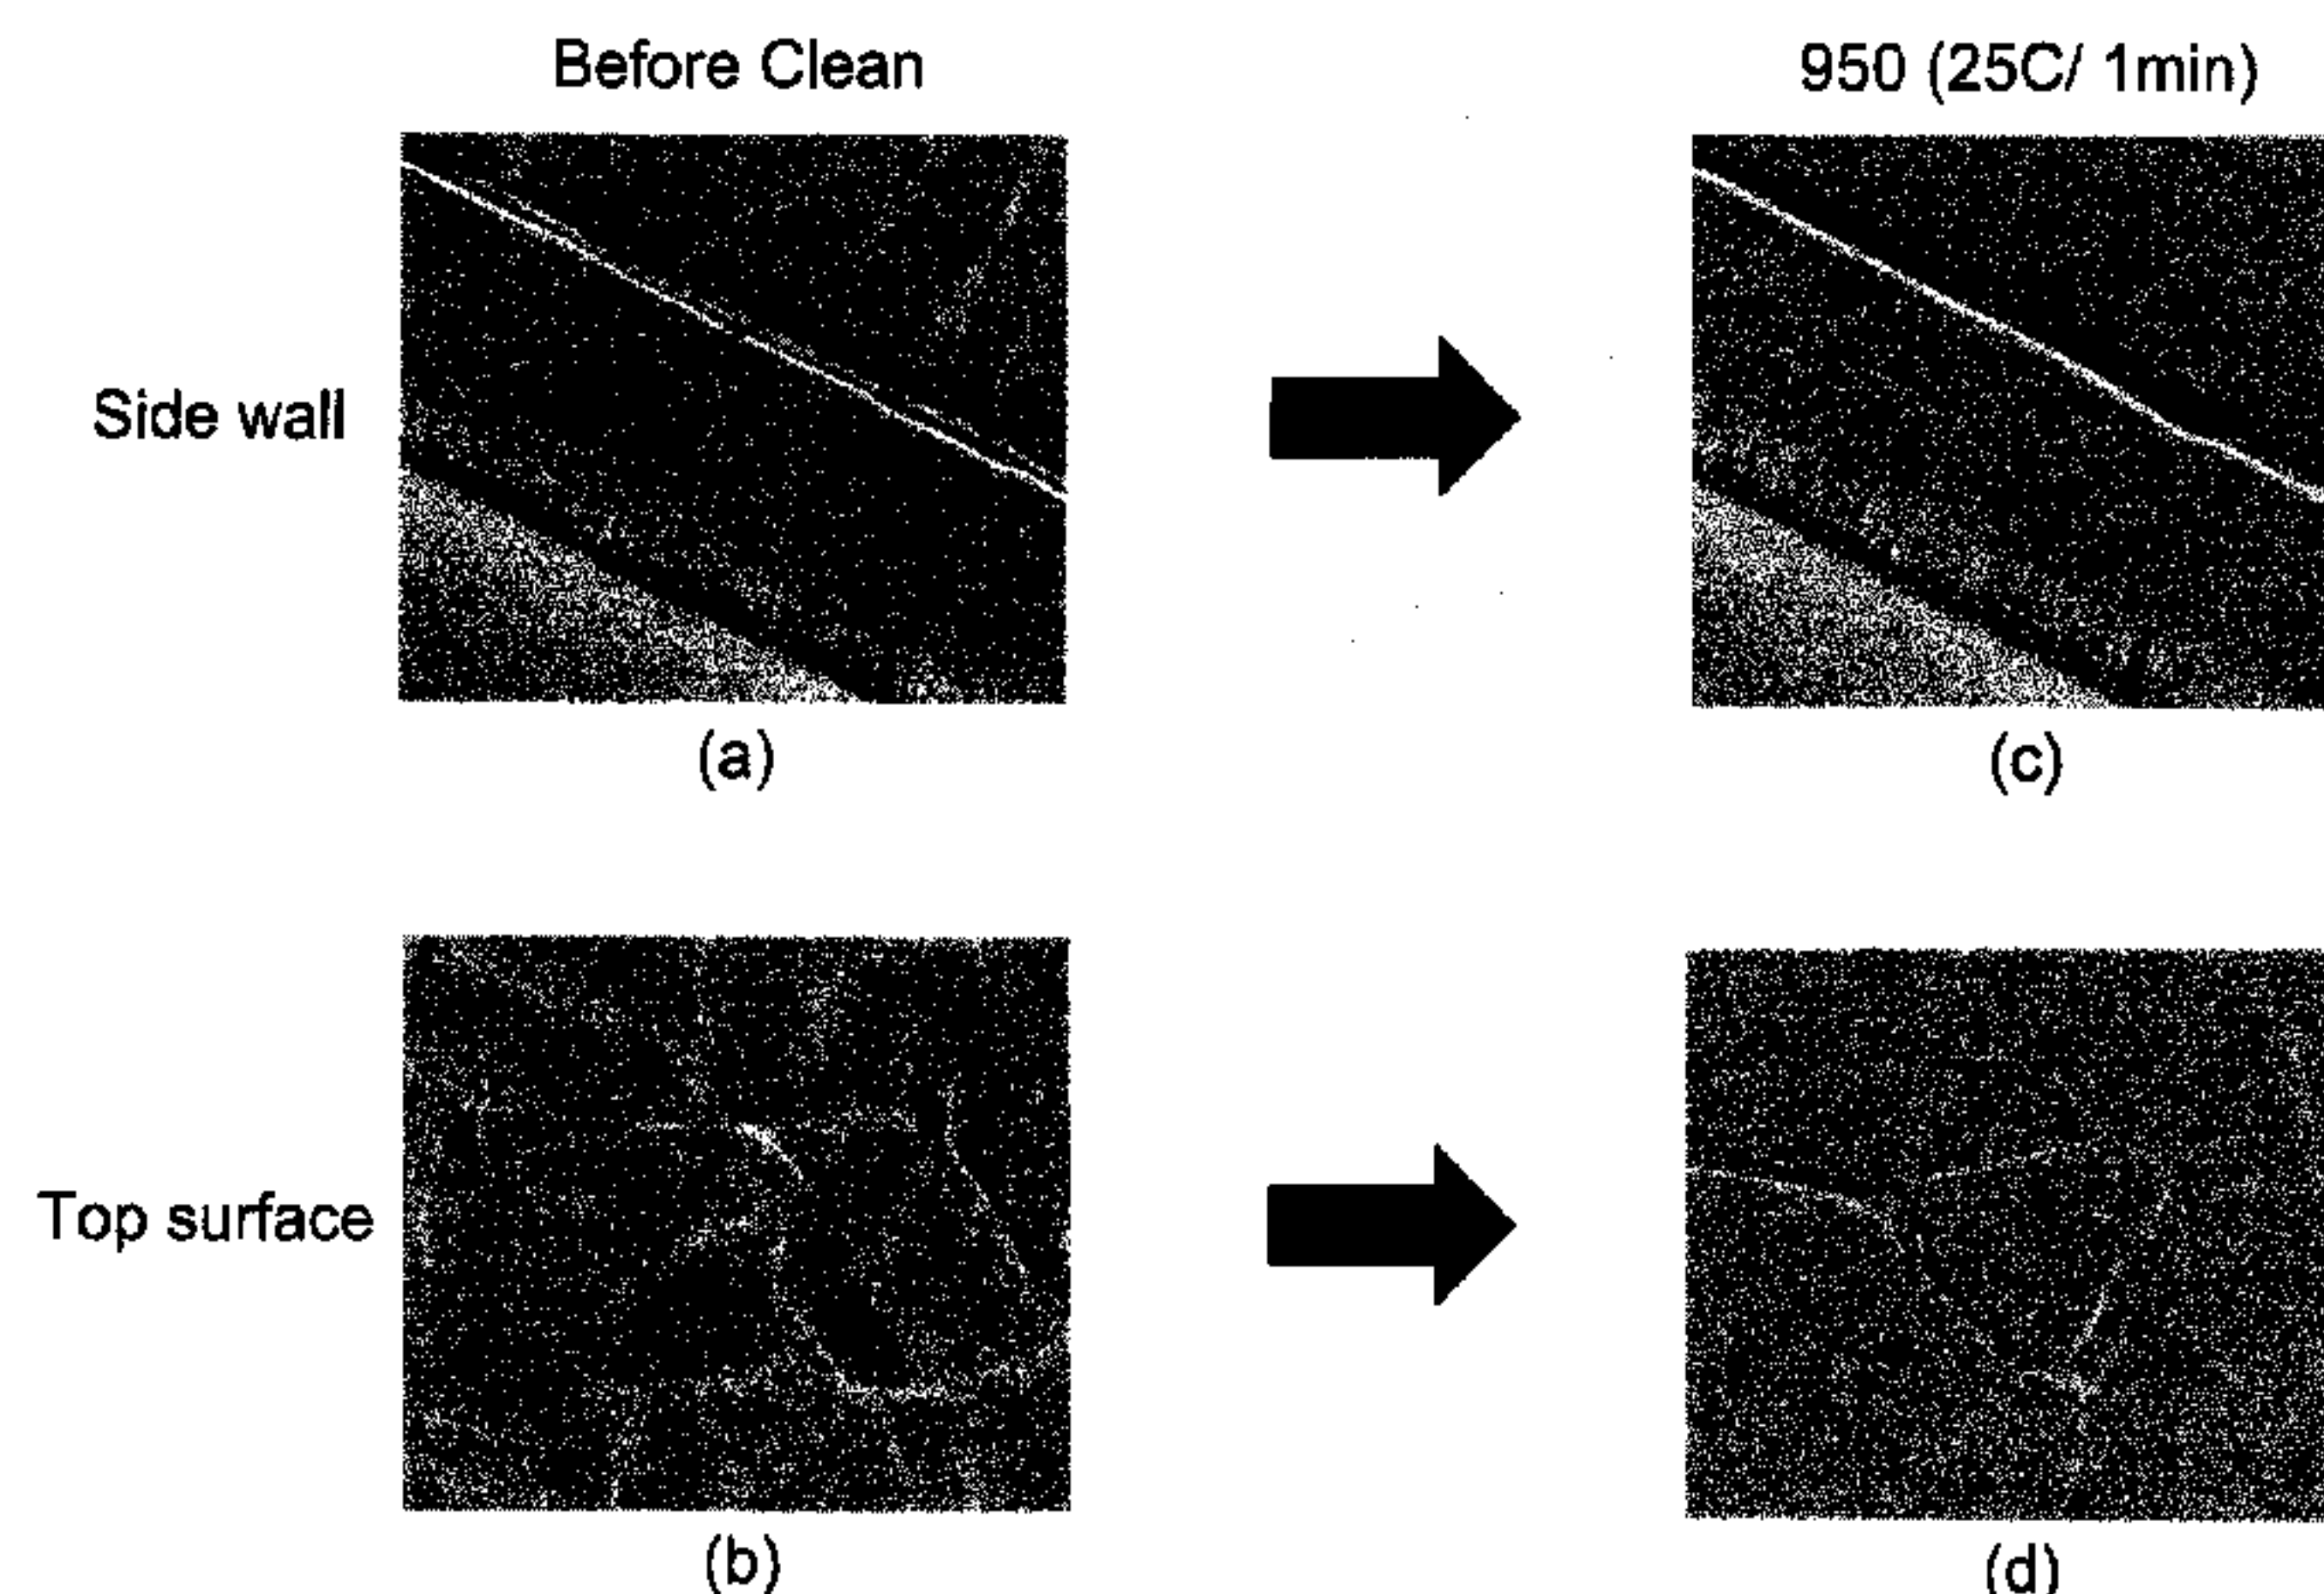 Before Clean
950 (25C/ 1min)
Side wall
(a)
(c)
Top surface
(b)
(d)